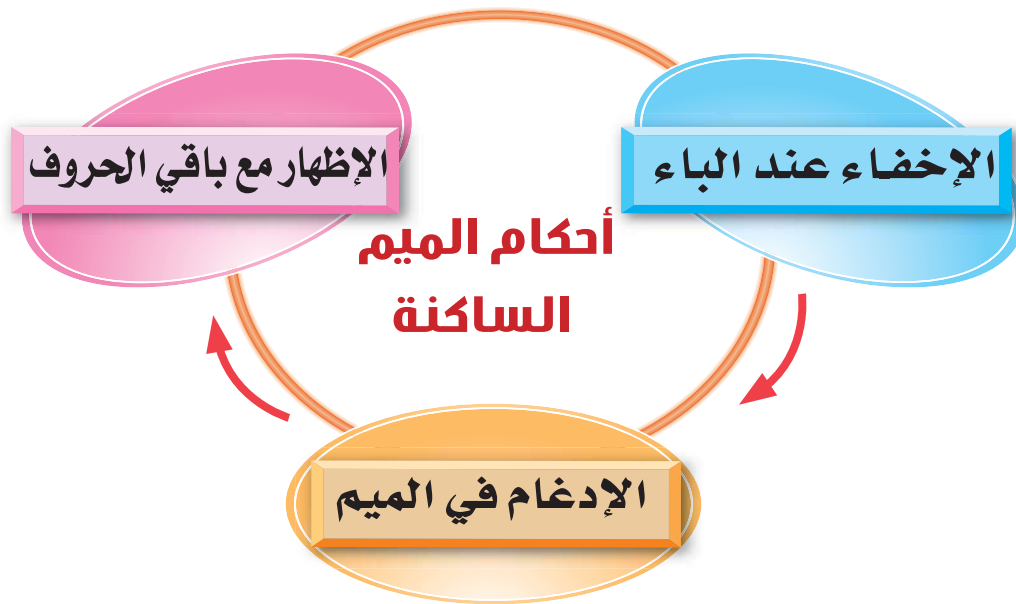 الإخفاء عند الباء
الإظهار مع باقي الحروف
أحكام الميم
الساكنة
الإدغام في الميم